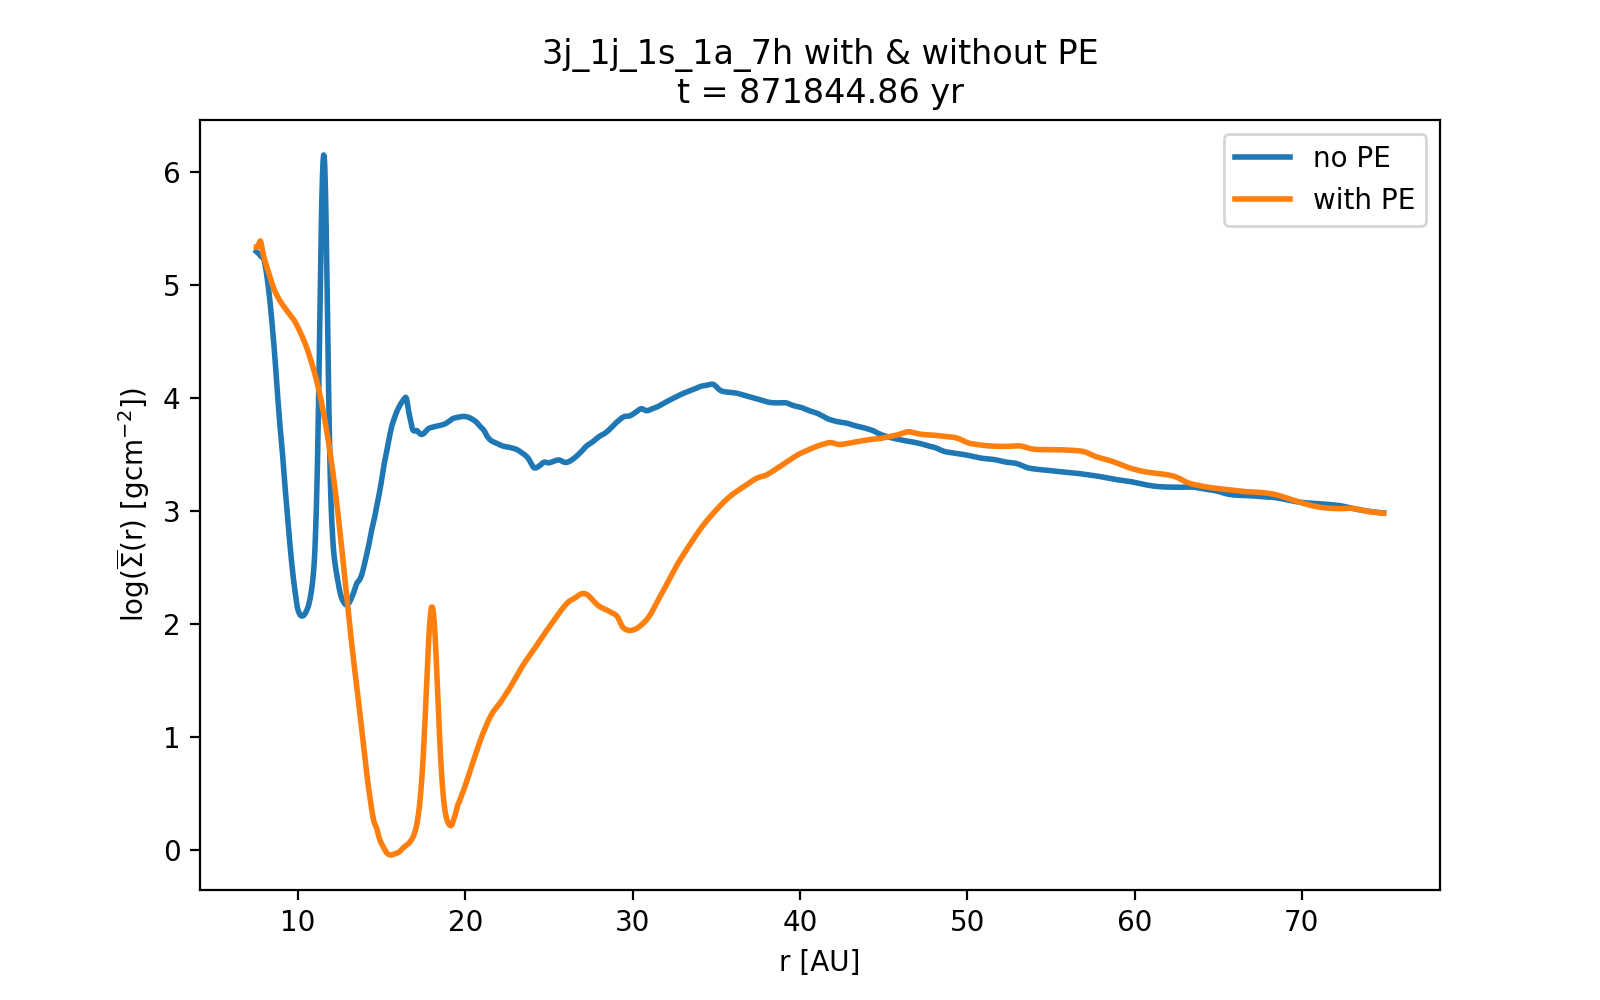 3j_1j_1s_1a_7h with & without PE
t = 871844.86 yr
no PE
with PE
6
5
4
3
2
1
0
log(Σ̅(r) [gcm⁻²])
10 20 30 40 50 60 70
r [AU]